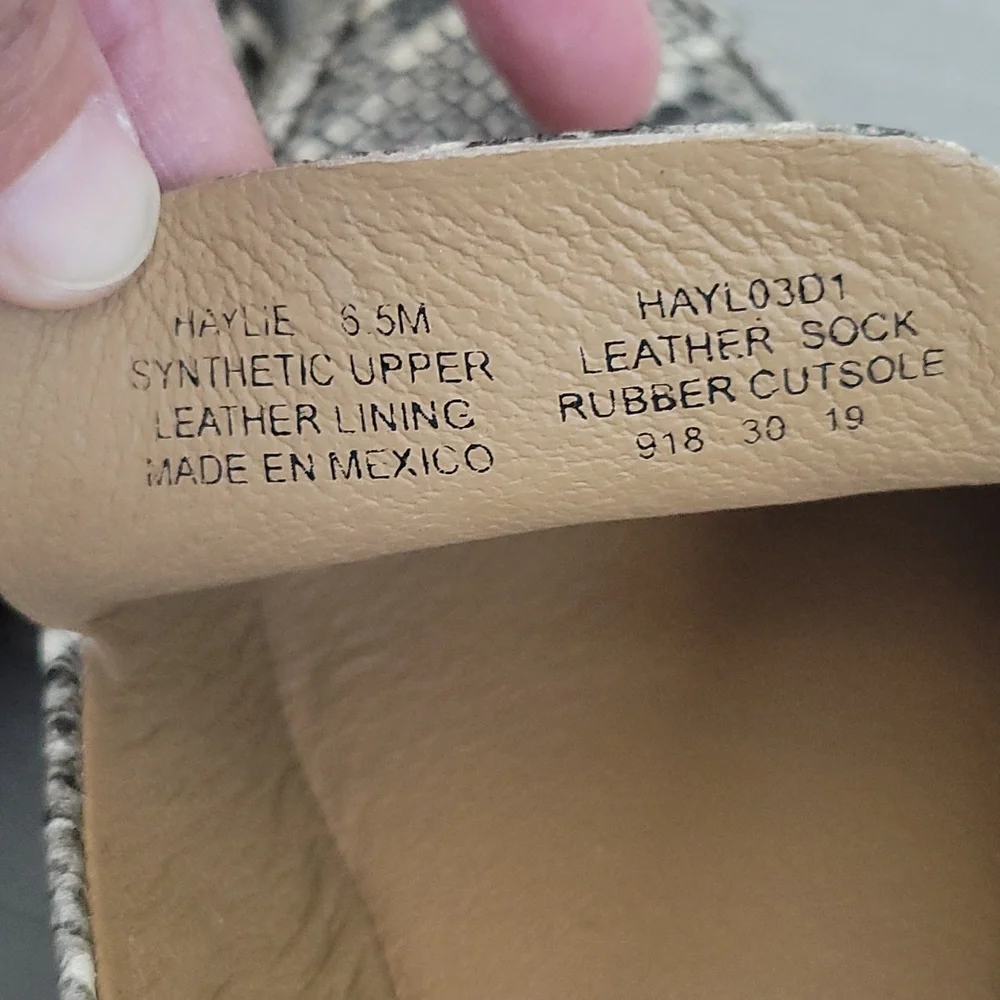 HAYLIE 6.5M
SYNTHETIC UPPER
LEATHER LINING
MADE EN MEXICO
HAYL03D1
LEATHER SOCK
RUBBER CUTSOLE
918 30 19